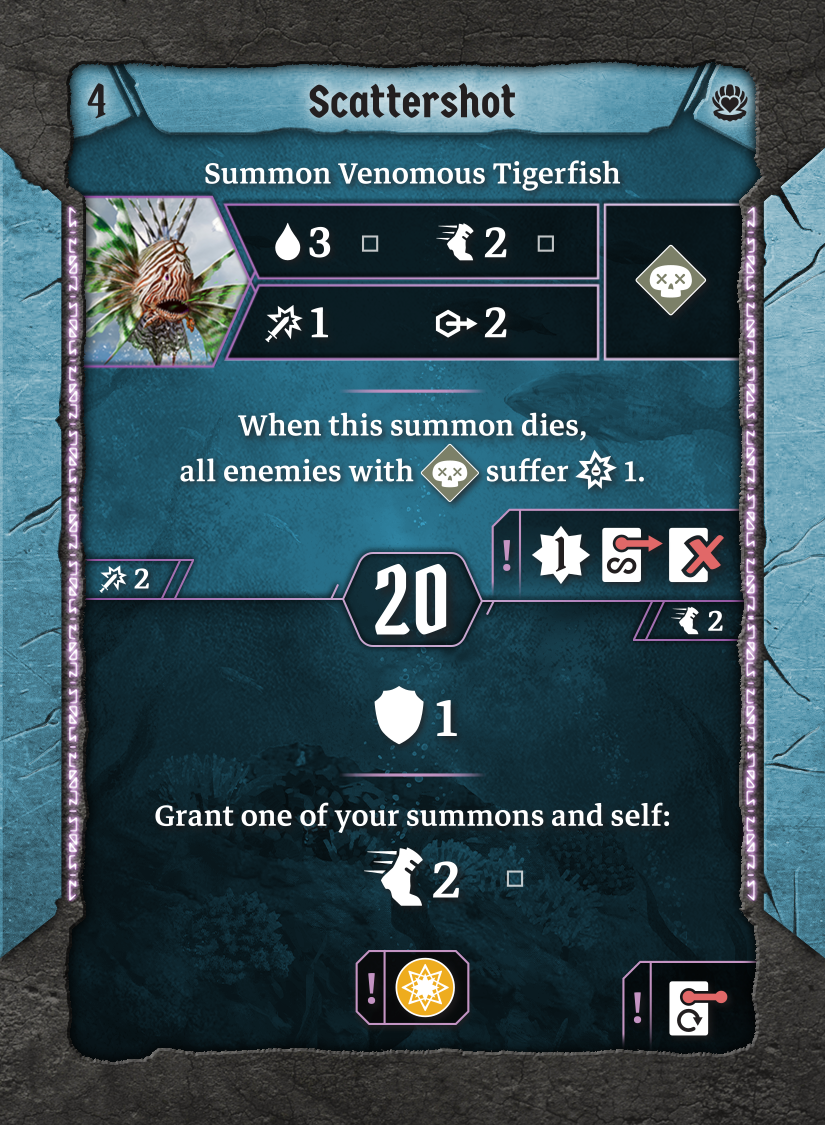 4
Scattershot
Summon Venomous Tigerfish
3 2
1 2
When this summon dies,
all enemies with suffer 1.
! 1
2
20
2
1
Grant one of your summons and self:
2
!
!